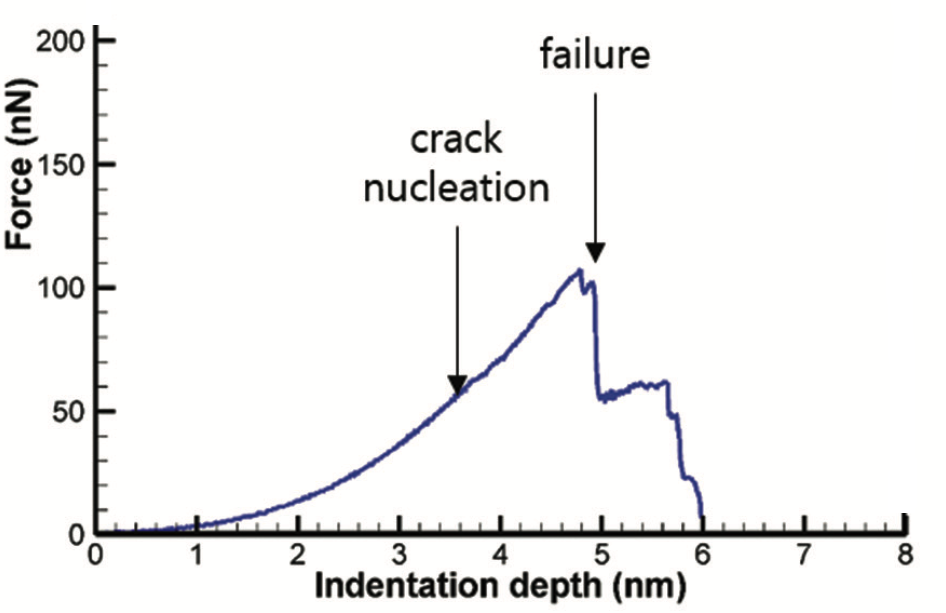 failure
crack
nucleation
Force (nN)
200
150
100
50
0
0 1 2 3 4 5 6 7 8
Indentation depth (nm)